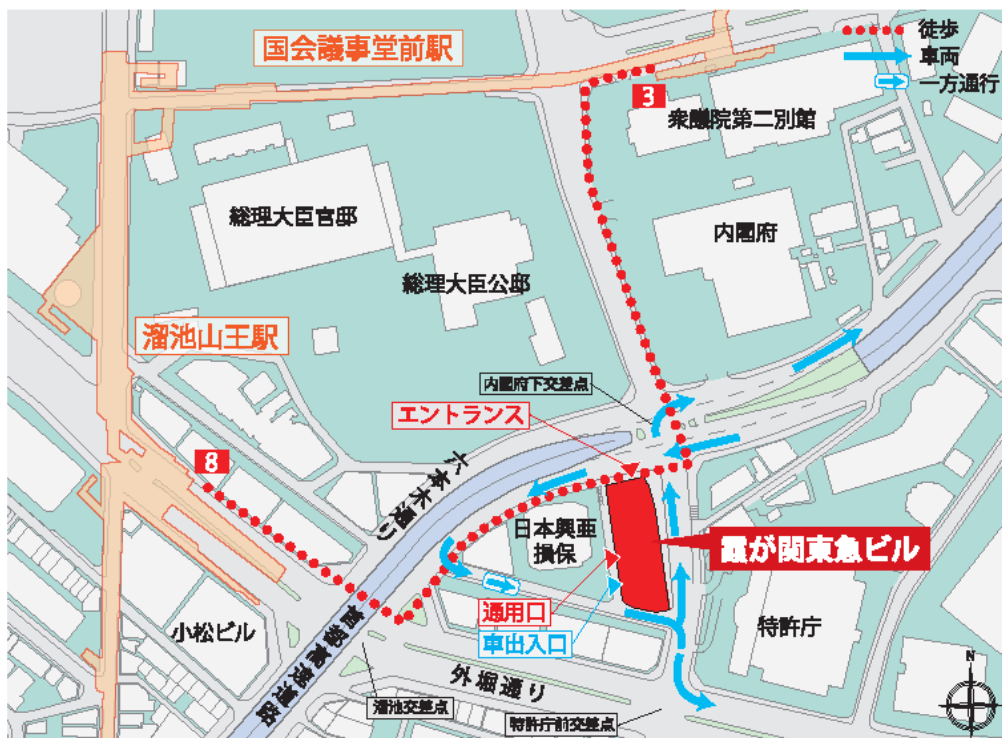 国会議事堂前駅
徒歩
車両
一方通行
3
衆議院第二別館
総理大臣官邸
内閣府
総理大臣公邸
溜池山王駅
内閣府下交差点
エントランス
8
六本木通り
日本興亜
損保
霞が関東急ビル
通用口
車出入口
特許庁
小松ビル
首都高速道路
外堀通り
溜池交差点
特許庁前交差点
N